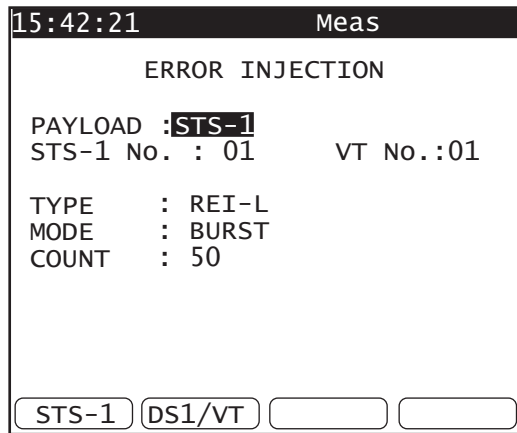 15:42:21 Meas
ERROR INJECTION
PAYLOAD :STS-1
STS-1 No. : 01 VT No.:01
TYPE : REI-L
MODE : BURST
COUNT : 50
STS-1 DS1/VT